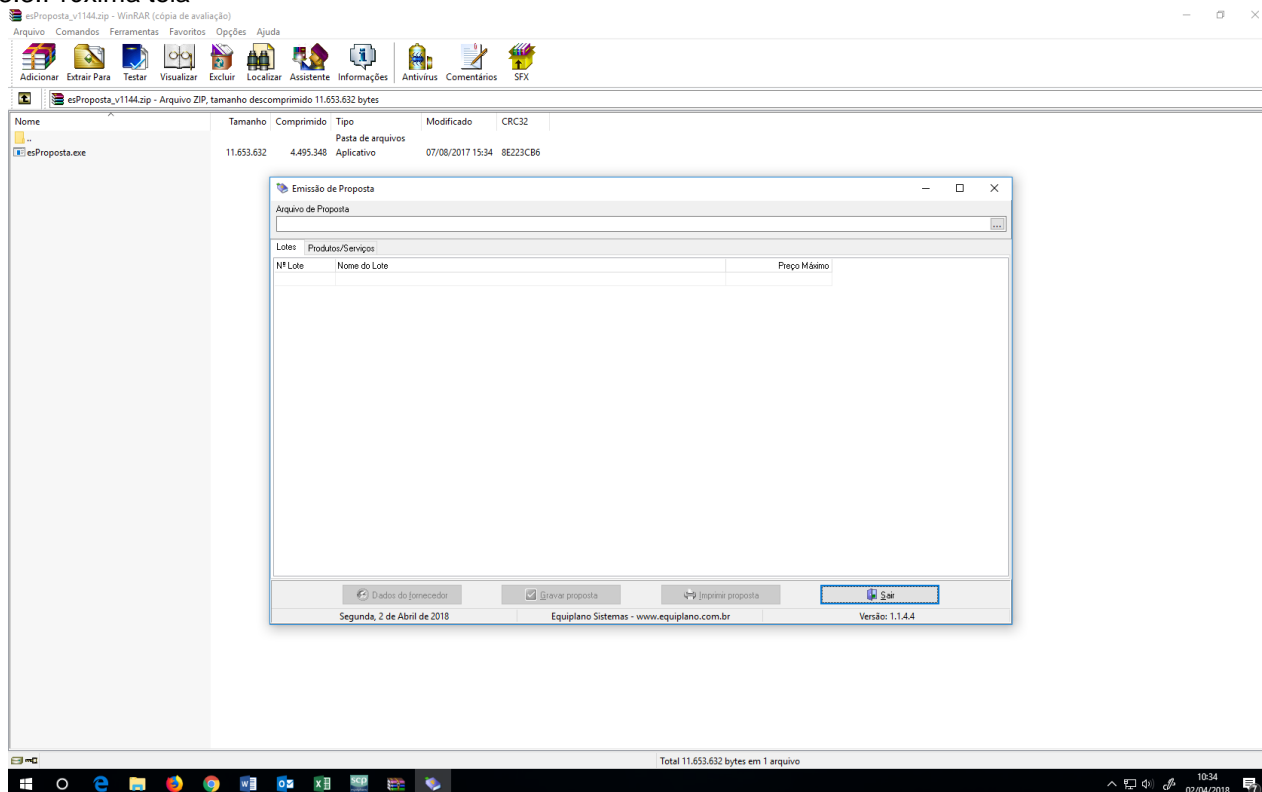 esProposta_v1144.zip - WinRAR (cópia de avaliação)
Arquivo Comandos Ferramentas Favoritos Opções Ajuda
Adicionar Extrair Para Testar Visualizar Excluir Localizar Assistente Informações Antivírus Comentários SFX
esProposta_v1144.zip - Arquivo ZIP, tamanho descomprimido 11.653.632 bytes
Nome Tamanho Comprimido Tipo Modificado CRC32
.. Pasta de arquivos
esProposta.exe 11.653.632 4.495.348 Aplicativo 07/08/2017 15:34 8E223CB6
Emissão de Proposta
Arquivo de Proposta
...
Lotes Produtos/Serviços
Nº Lote Nome do Lote Preço Máximo
Dados do fornecedor Gravar proposta Imprimir proposta Sair
Segunda, 2 de Abril de 2018 Equiplano Sistemas - www.equiplano.com.br Versão: 1.1.4.4
Total 11.653.632 bytes em 1 arquivo
10:34
02/04/2018